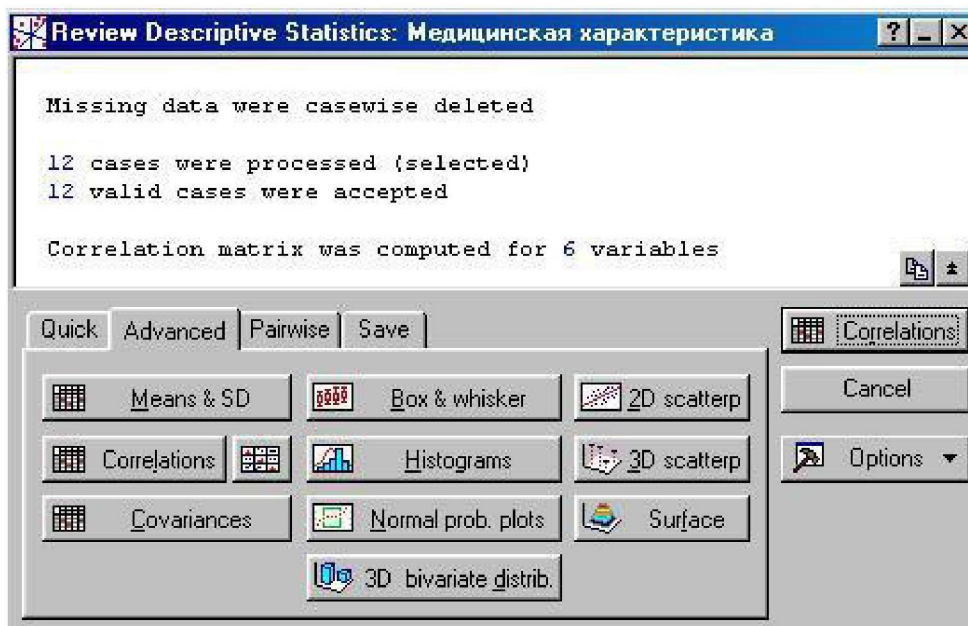 Review Descriptive Statistics: Медицинская характеристика
Missing data were casewise deleted
12 cases were processed (selected)
12 valid cases were accepted
Correlation matrix was computed for 6 variables
Quick Advanced Pairwise Save
Correlations
Cancel
Options
Means & SD Box & whisker 2D scatterp
Correlations Histograms 3D scatterp
Covariances Normal prob. plots Surface
3D bivariate distrib.